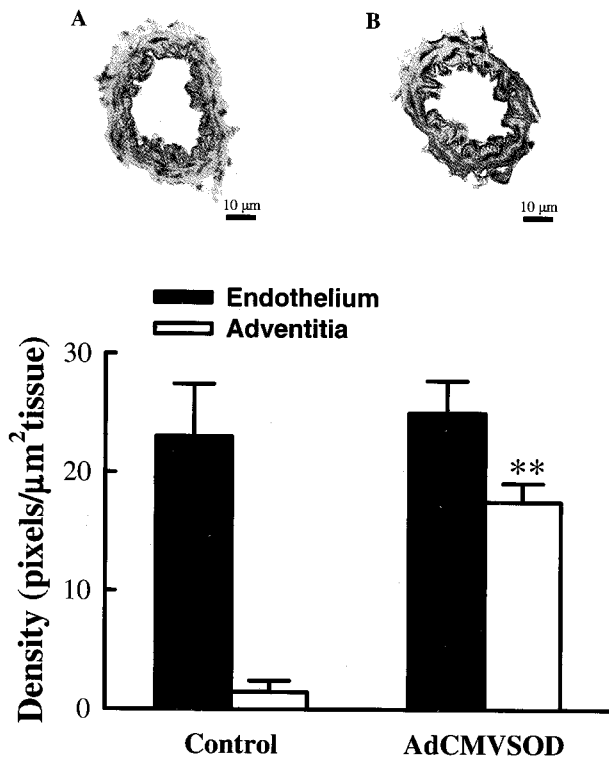 A
B
10 µm
10 µm
Endothelium
Adventitia
Density (pixels/µm²tissue)
30
20
10
0
**
Control
AdCMVSOD